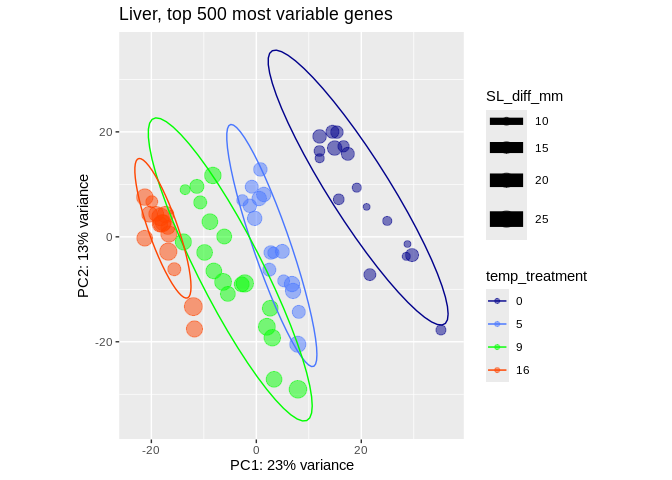 Liver, top 500 most variable genes
PC2: 13% variance
20
0
-20
-20
0
20
PC1: 23% variance
SL_diff_mm
10
15
20
25
temp_treatment
0
5
9
16